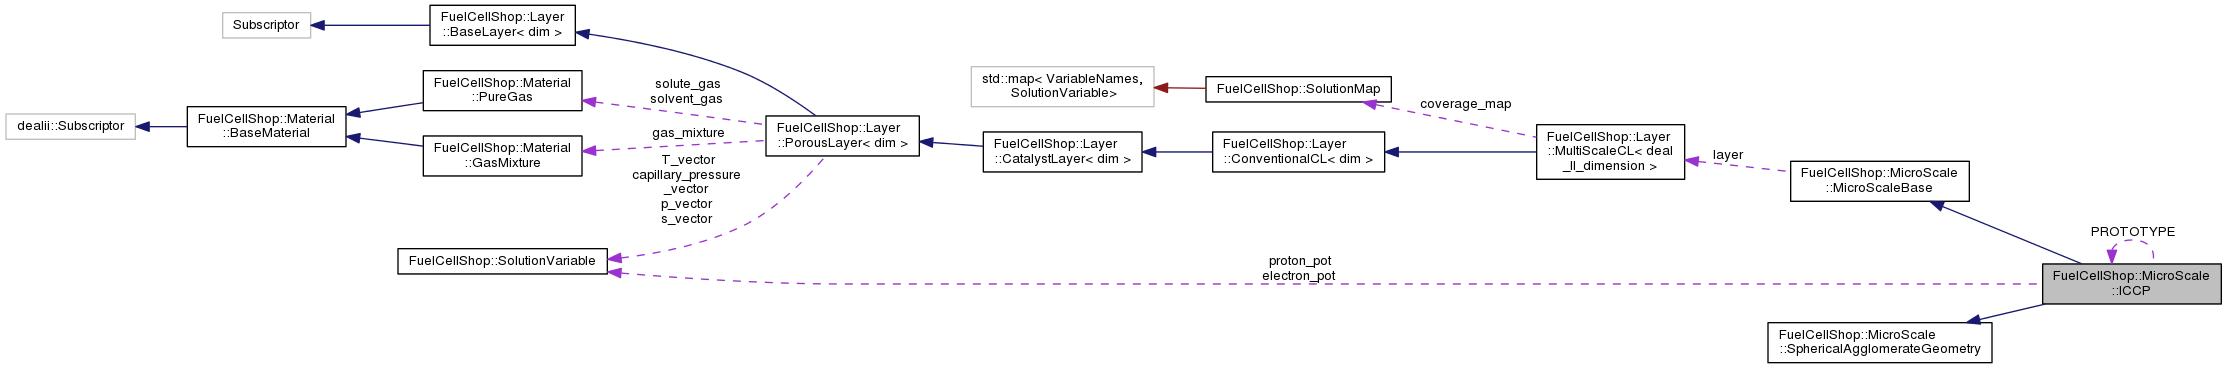 Subscriptor
FuelCellShop::Layer
::BaseLayer< dim >
dealii::Subscriptor
FuelCellShop::Material
::BaseMaterial
FuelCellShop::Material
::PureGas
FuelCellShop::Material
::GasMixture
FuelCellShop::SolutionVariable
solute_gas
solvent_gas
gas_mixture
T_vector
capillary_pressure
_vector
p_vector
s_vector
FuelCellShop::Layer
::PorousLayer< dim >
std::map< VariableNames,
SolutionVariable>
FuelCellShop::SolutionMap
FuelCellShop::Layer
::CatalystLayer< dim >
FuelCellShop::Layer
::ConventionalCL< dim >
coverage_map
FuelCellShop::Layer
::MultiScaleCL< deal
_II_dimension >
layer
FuelCellShop::MicroScale
::MicroScaleBase
proton_pot
electron_pot
PROTOTYPE
FuelCellShop::MicroScale
::ICCP
FuelCellShop::MicroScale
::SphericalAgglomerateGeometry